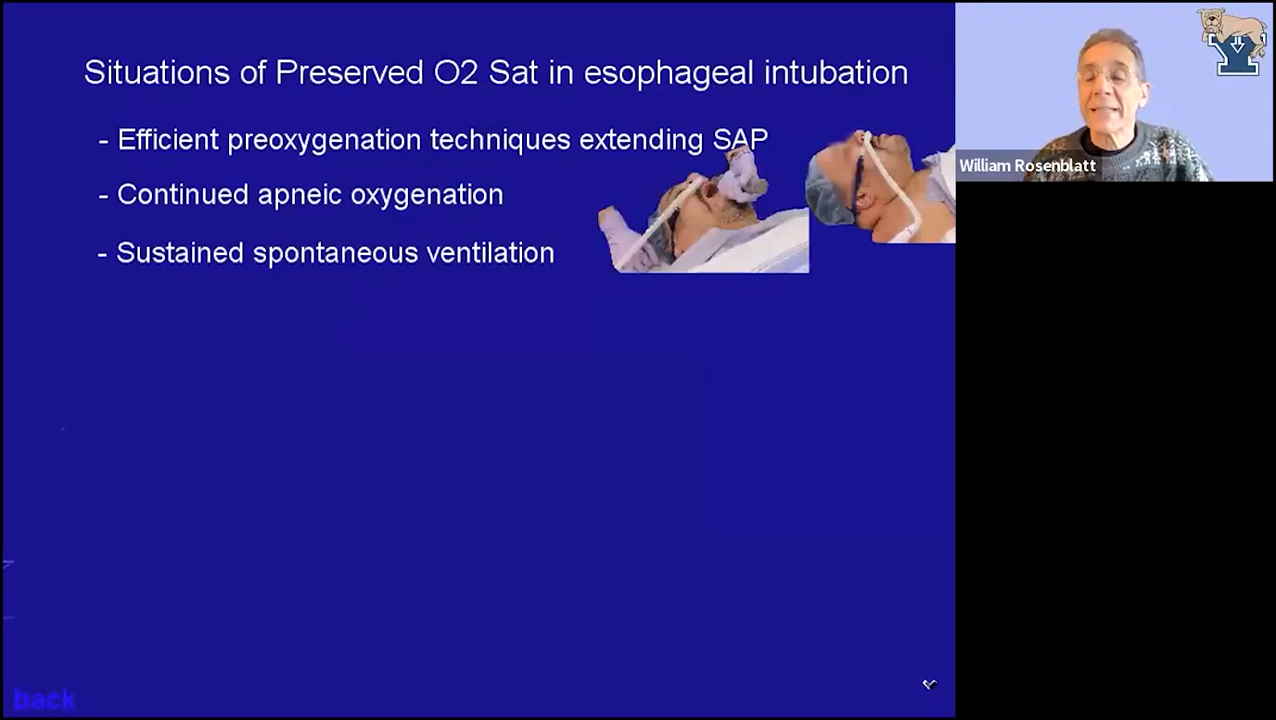 Situations of Preserved O2 Sat in esophageal intubation
- Efficient preoxygenation techniques extending SAP
- Continued apneic oxygenation
- Sustained spontaneous ventilation
William Rosenblatt
Y
back